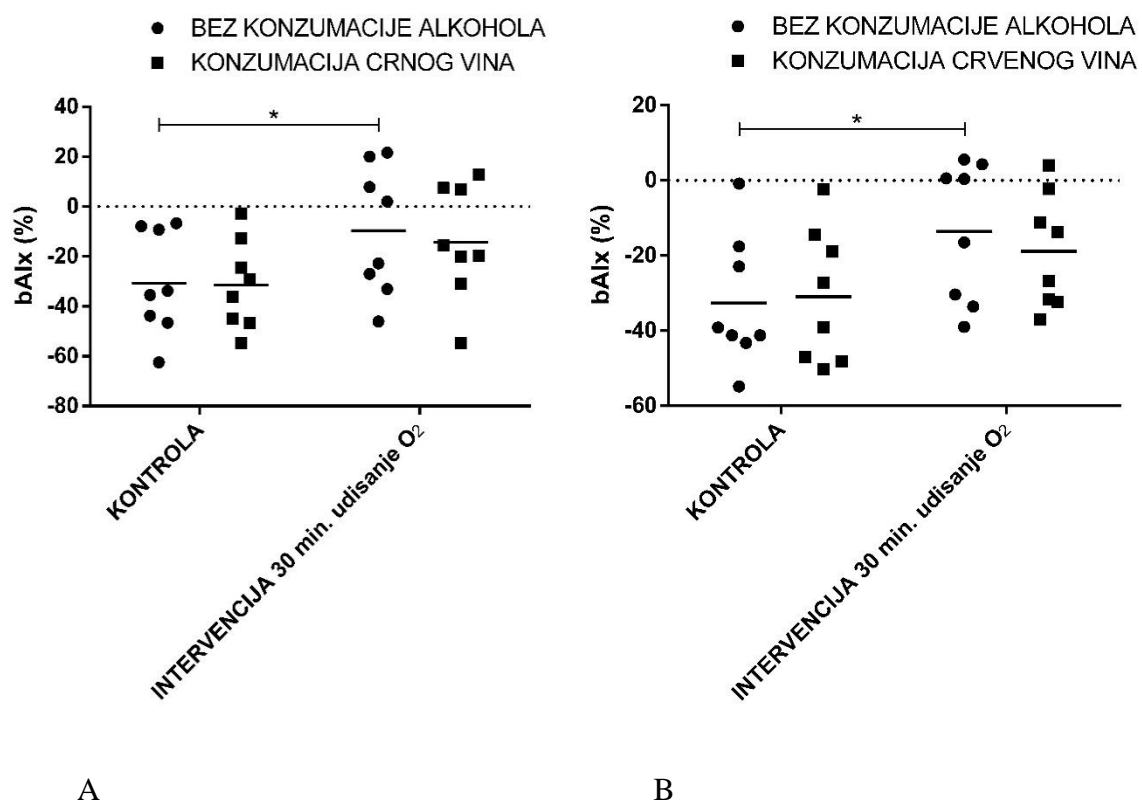 BEZ KONZUMACIJE ALKOHOLA
KONZUMACIJA CRNOG VINA
40
20
0
-20
-40
-60
-80
bAIx (%)
*
KONTROLA
INTERVENCIJA 30 min. udisanje O2
A
BEZ KONZUMACIJE ALKOHOLA
KONZUMACIJA CRVENOG VINA
20
0
-20
-40
-60
bAIx (%)
*
KONTROLA
INTERVENCIJA 30 min. udisanje O2
B